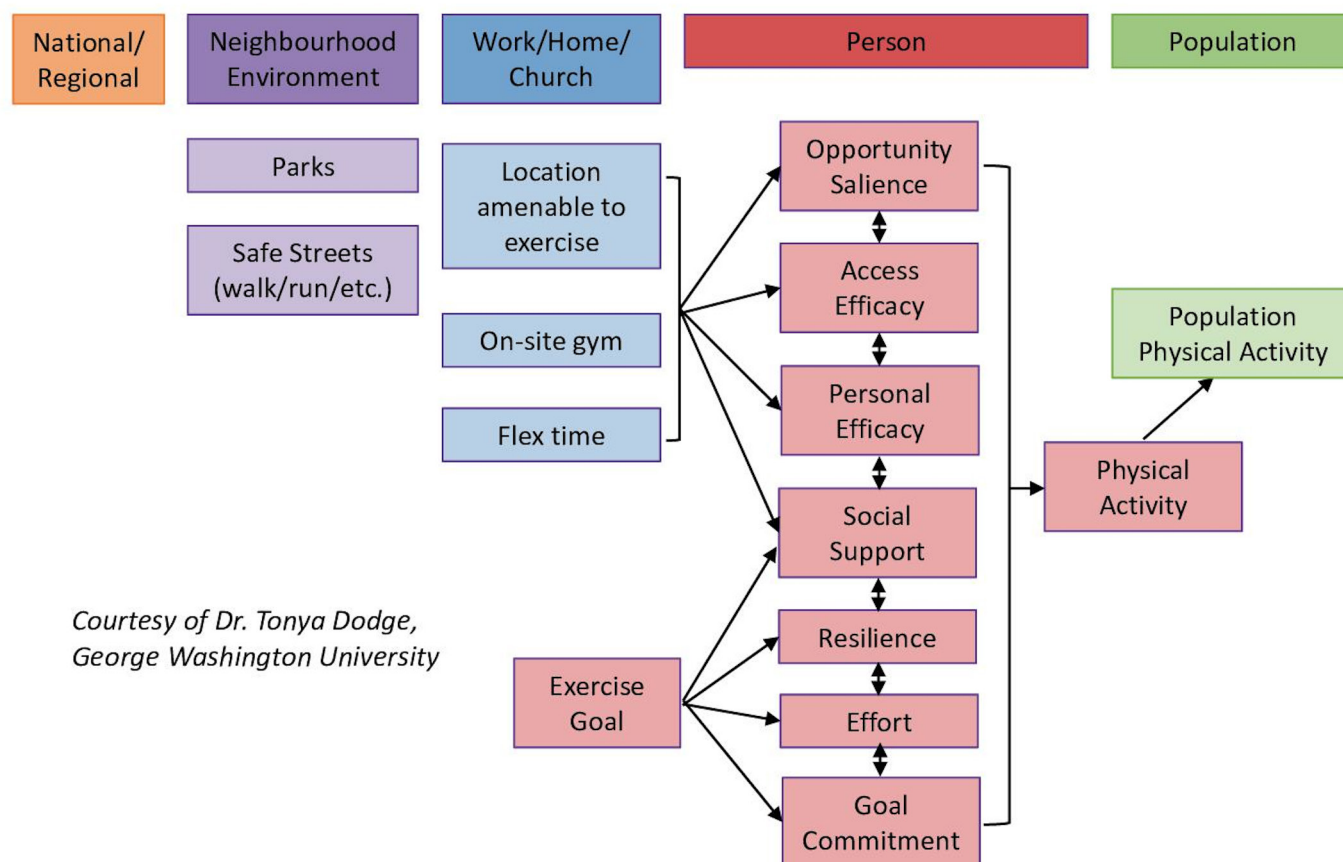 National/
Regional
Neighbourhood
Environment
Work/Home/
Church
Person
Population
Parks
Safe Streets
(walk/run/etc.)
Location
amenable to
exercise
On-site gym
Flex time
Opportunity
Salience
Access
Efficacy
Personal
Efficacy
Social
Support
Resilience
Effort
Goal
Commitment
Exercise
Goal
Physical
Activity
Population
Physical Activity
Courtesy of Dr. Tonya Dodge,
George Washington University